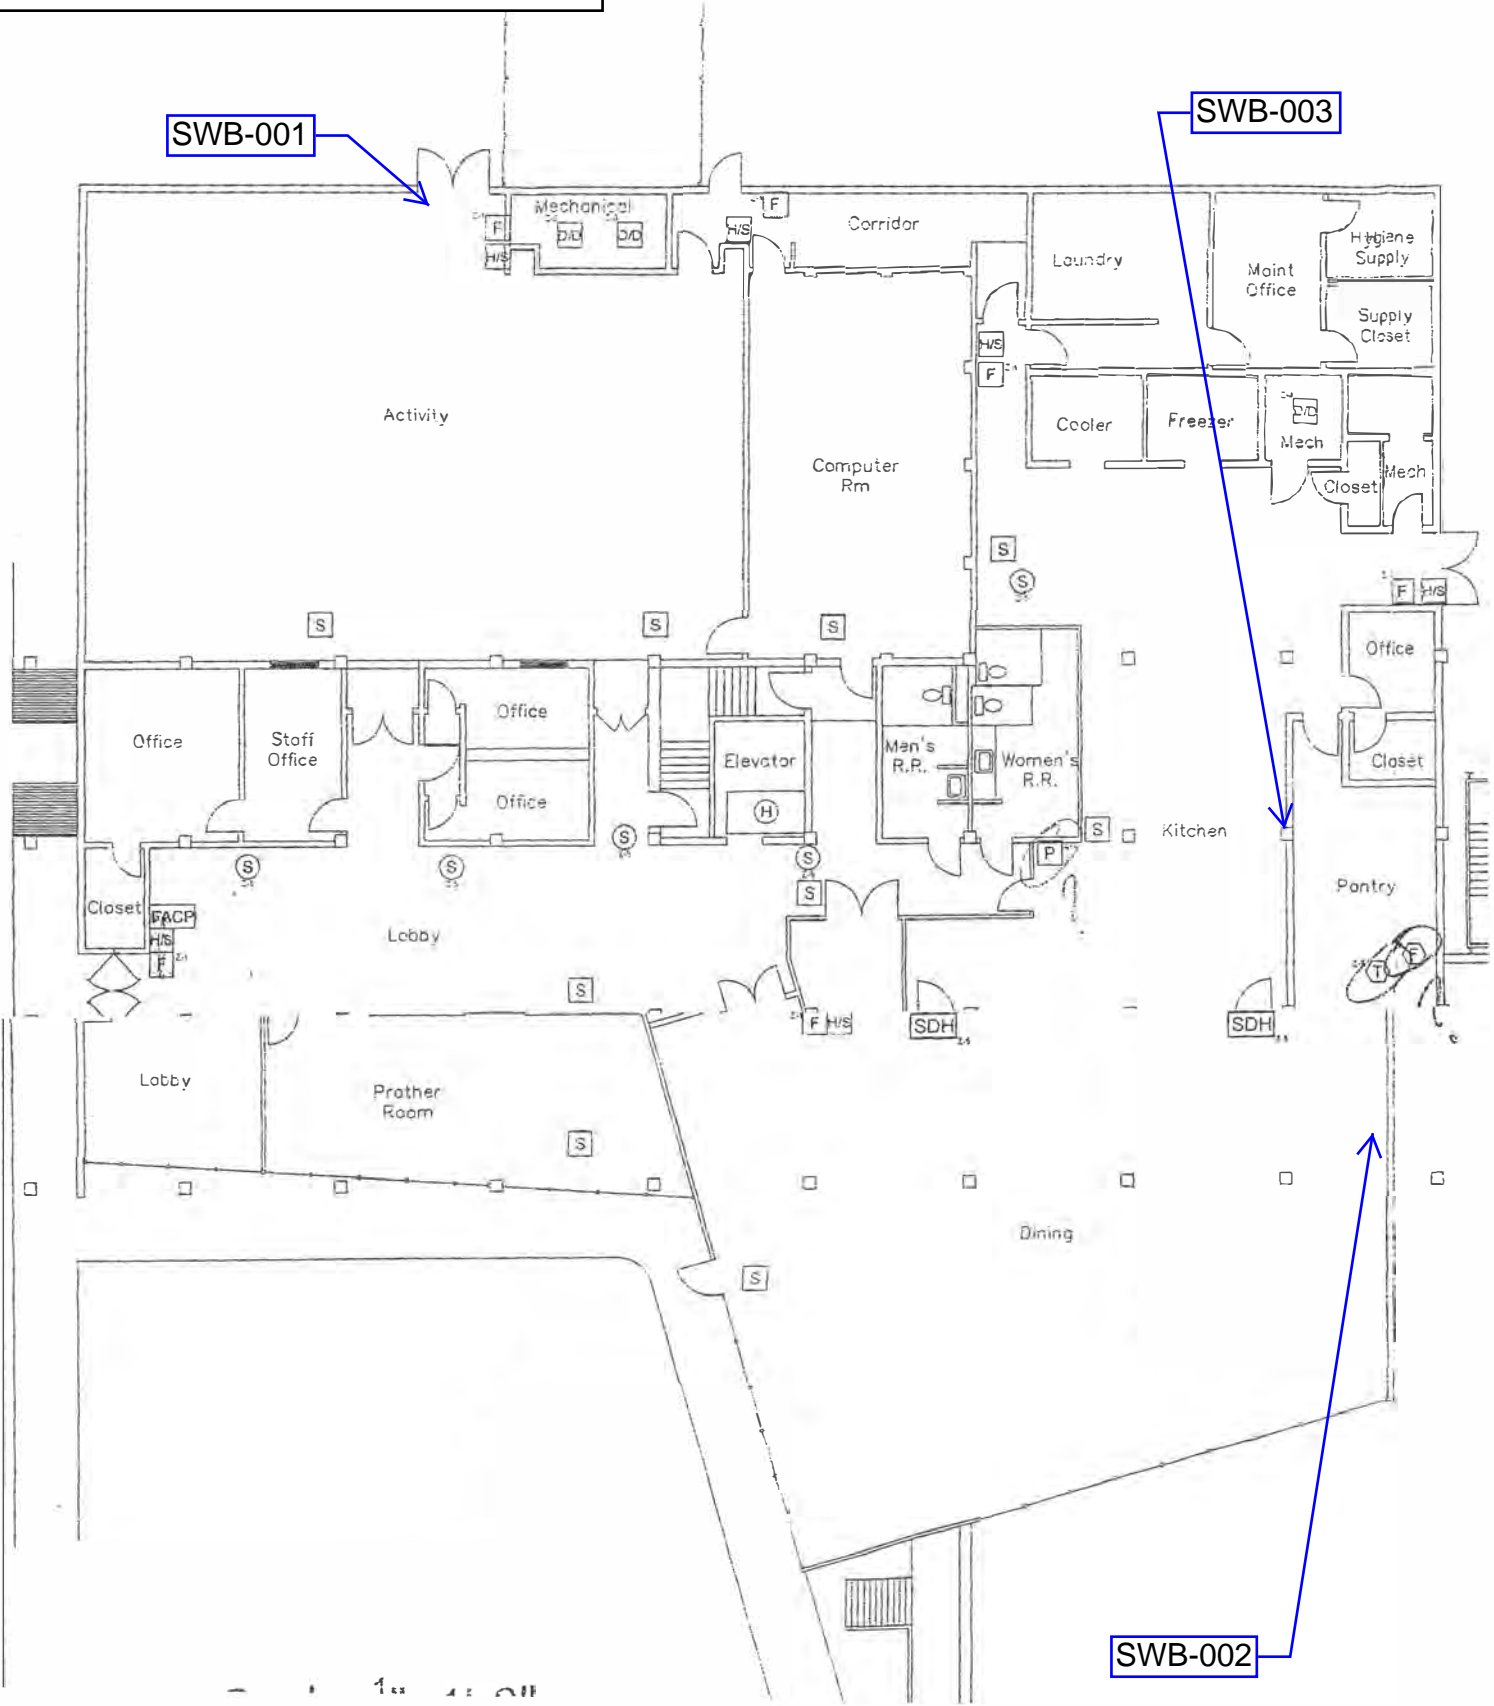 SWB-003
SWB-001
Mechanical
F
F
D/D
D/D
H/S
H/S
Corridor
Laundry
Maint
Office
Hygiene
Supply
Supply
Closet
H/S
F
Activity
Cooler
Freezer
D/D
Mech
Computer
Rm
Closet
Mech
S
S
F
H/S
S
S
S
Office
Office
Staff
Office
Office
Office
Elevator
H
Men's
R.R.
Women's
R.R.
Closet
S
Kitchen
S
S
S
S
S
P
Pantry
Closet
FACP
H/S
F
Lobby
T
F
S
F
H/S
SDH
SDH
Lobby
Prather
Room
S
Dining
S
SWB-002